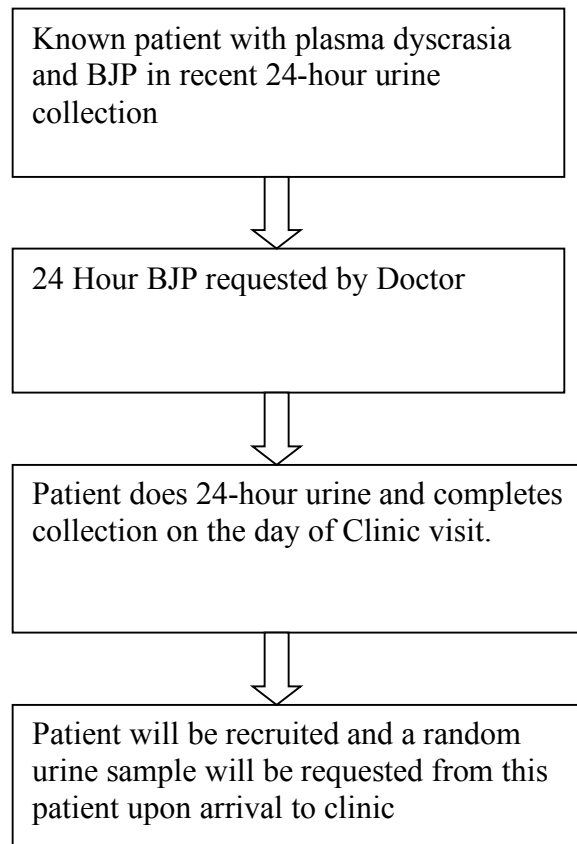 Known patient with plasma dyscrasia
and BJP in recent 24-hour urine
collection
24 Hour BJP requested by Doctor
Patient does 24-hour urine and completes
collection on the day of Clinic visit.
Patient will be recruited and a random
urine sample will be requested from this
patient upon arrival to clinic